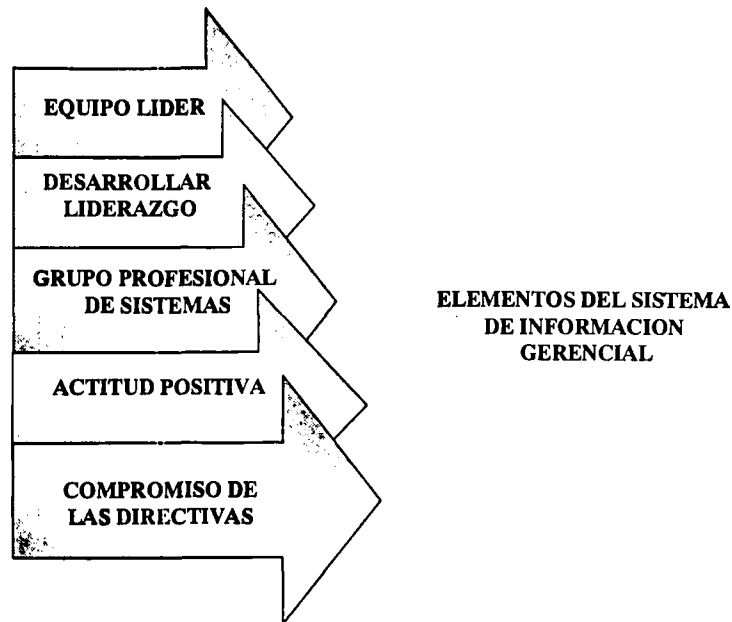 EQUIPO LIDER
DESARROLLAR
LIDERAZGO
GRUPO PROFESIONAL
DE SISTEMAS
ACTITUD POSITIVA
COMPROMISO DE
LAS DIRECTIVAS
ELEMENTOS DEL SISTEMA
DE INFORMACION
GERENCIAL